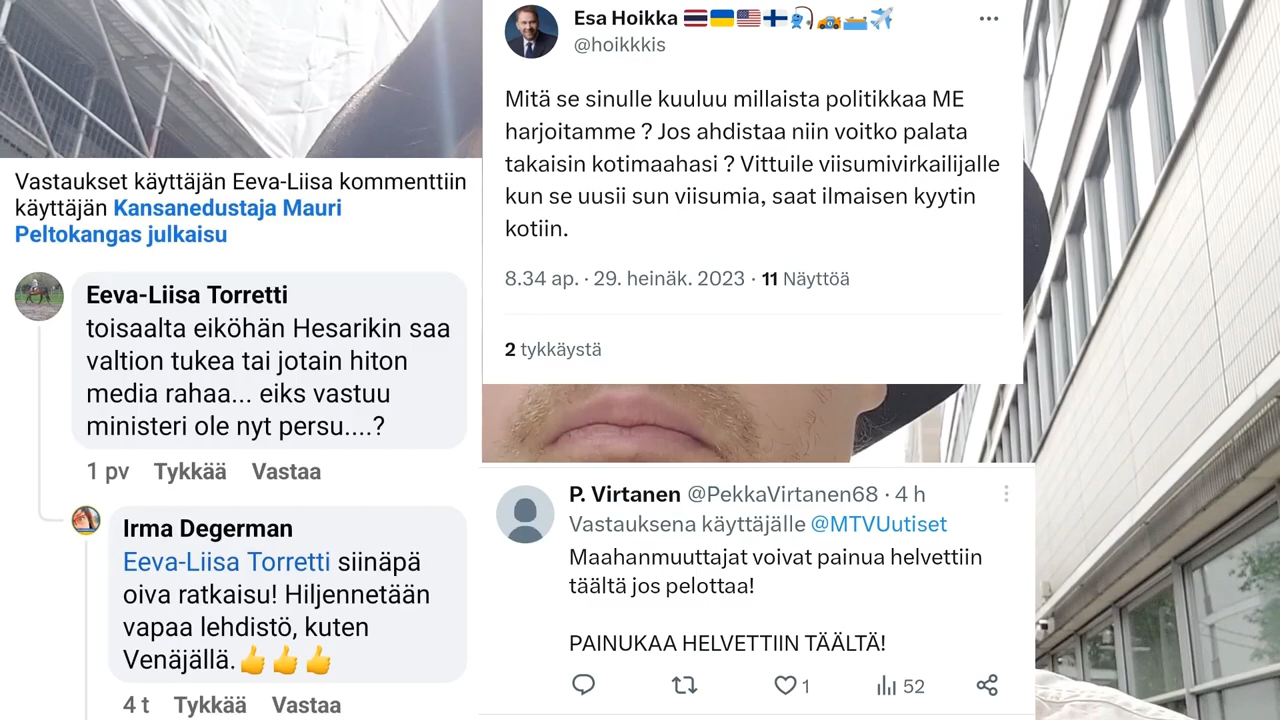 Vastaukset käyttäjän Eeva-Liisa kommenttiin
käyttäjän Kansanedustaja Mauri
Peltokangas julkaisu
Eeva-Liisa Torretti
toisaalta eiköhän Hesarikin saa
valtion tukea tai jotain hiton
media rahaa... eiks vastuu
ministeri ole nyt persu....?
1 pv Tykkää Vastaa
Irma Degerman
Eeva-Liisa Torretti siinäpä
oiva ratkaisu! Hiljennetään
vapaa lehdistö, kuten
Venäjällä.👍👍👍
4 t Tykkää Vastaa
Esa Hoikka 🇹🇭🇺🇦🇺🇸🇫🇮🎣🚕🚤✈️
@hoikkkis
Mitä se sinulle kuuluu millaista politikkaa ME
harjoitamme ? Jos ahdistaa niin voitko palata
takaisin kotimaahasi ? Vittuile viisumivirkailijalle
kun se uusii sun viisumia, saat ilmaisen kyytin
kotiin.
8.34 ap. · 29. heinäk. 2023 · 11 Näyttöä
2 tykkäystä
P. Virtanen @PekkaVirtanen68 · 4 h
Vastauksena käyttäjälle @MTVUutiset
Maahanmuuttajat voivat painua helvettiin
täältä jos pelottaa!
PAINUKAA HELVETTIIN TÄÄLTÄ!
1 52